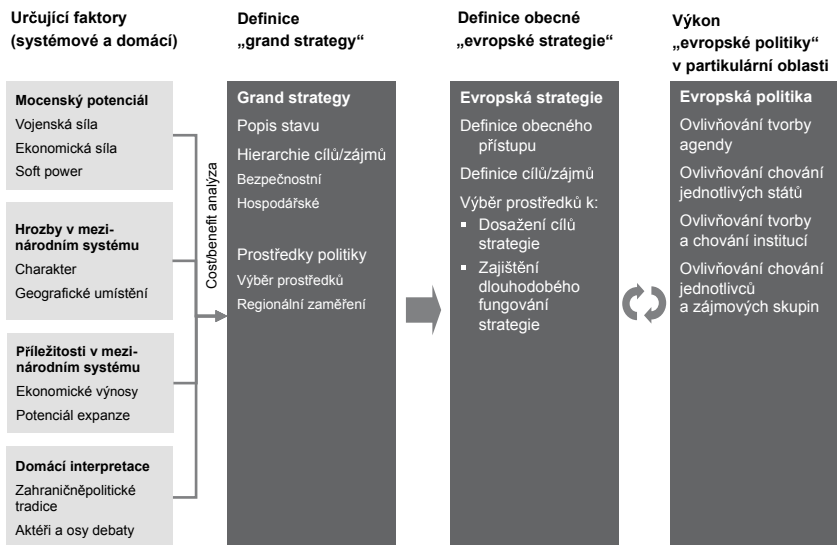 Určující faktory
(systémové a domácí)
Definice
„grand strategy“
Definice obecné
„evropské strategie“
Výkon
„evropské politiky“
v partikulární oblasti
Mocenský potenciál
Vojenská síla
Ekonomická síla
Soft power
Hrozby v mezi-
národním systému
Charakter
Geografické umístění
Příležitosti v mezi-
národním systému
Ekonomické výnosy
Potenciál expanze
Domácí interpretace
Zahraničněpolitické
tradice
Aktéři a osy debaty
Cost/benefit analýza
Grand strategy
Popis stavu
Hierarchie cílů/zájmů
Bezpečnostní
Hospodářské
Prostředky politiky
Výběr prostředků
Regionální zaměření
Evropská strategie
Definice obecného
přístupu
Definice cílů/zájmů
Výběr prostředků k:
▪ Dosažení cílů
strategie
▪ Zajištění
dlouhodobého
fungování
strategie
Evropská politika
Ovlivňování tvorby
agendy
Ovlivňování chování
jednotlivých států
Ovlivňování tvorby
a chování institucí
Ovlivňování chování
jednotlivců
a zájmových skupin